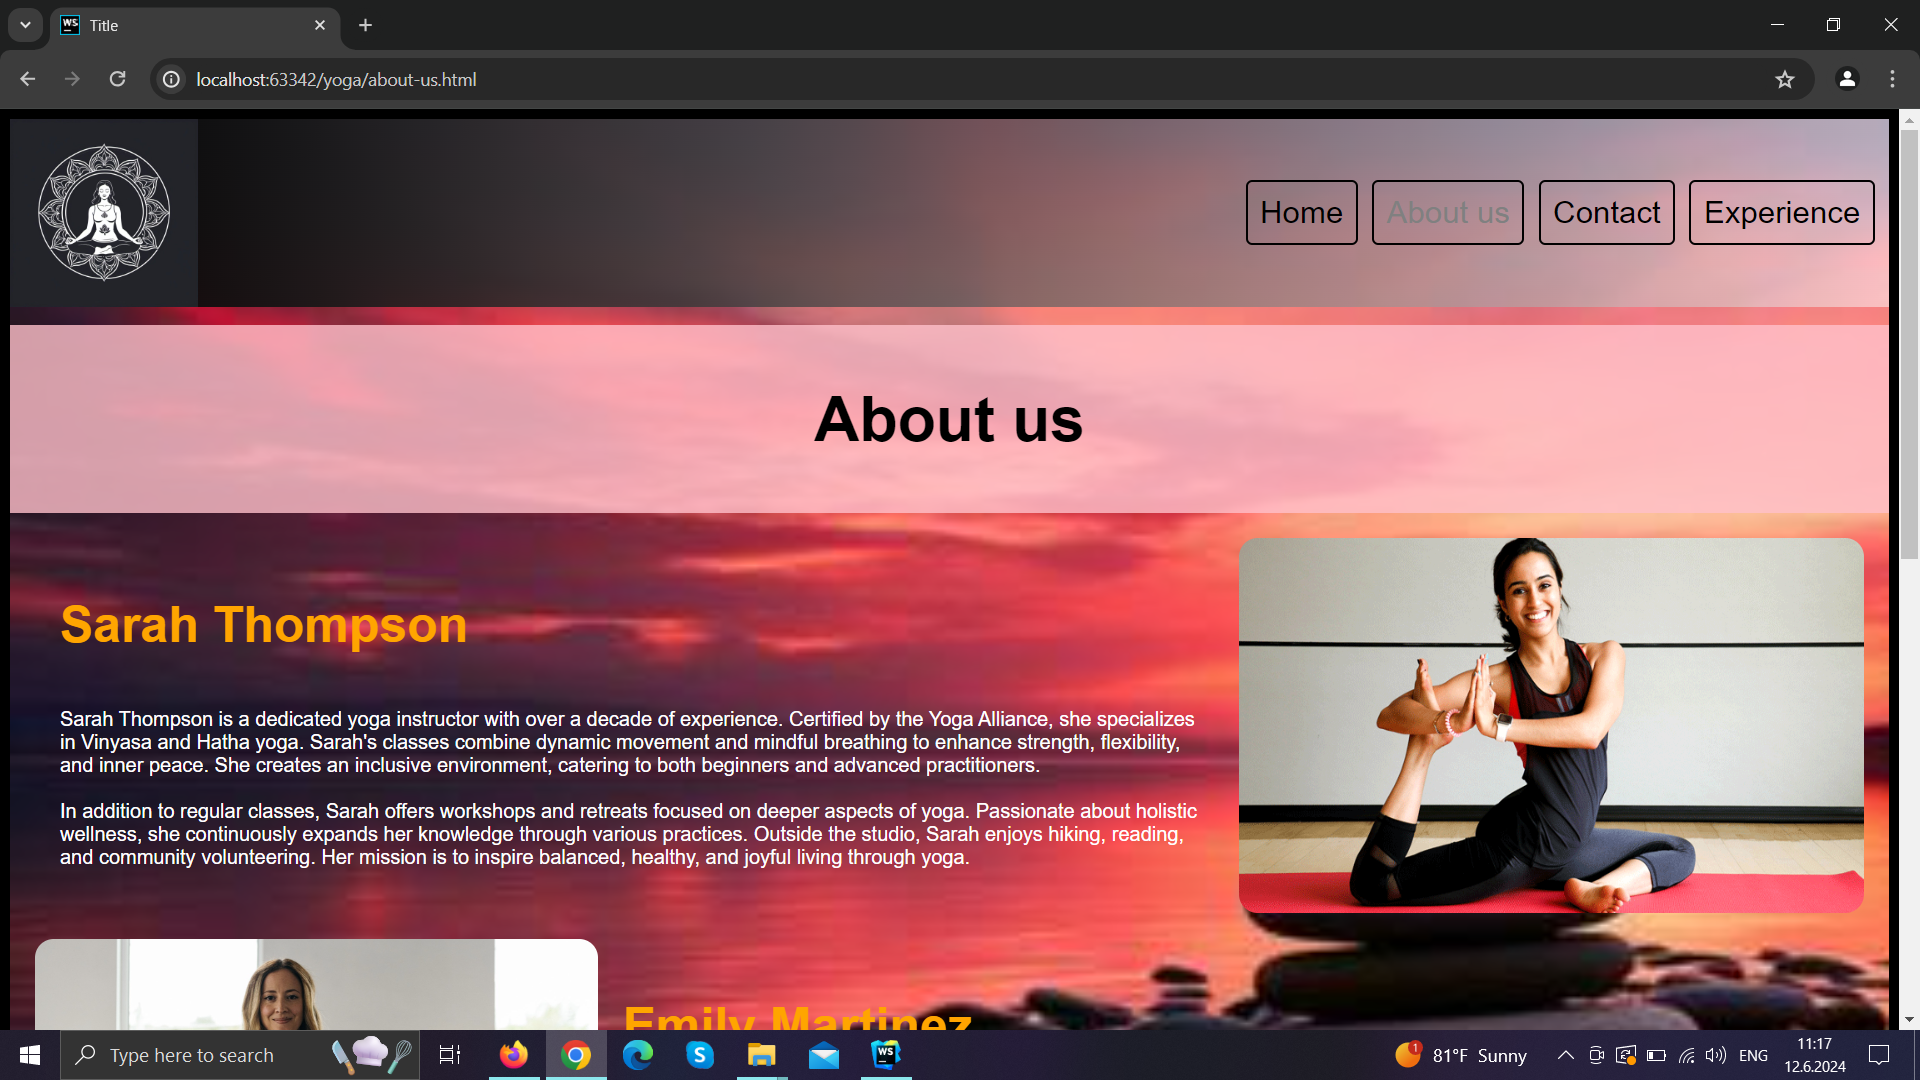 WS Title
localhost:63342/yoga/about-us.html
Home About us Contact Experience
About us
Sarah Thompson
Sarah Thompson is a dedicated yoga instructor with over a decade of experience. Certified by the Yoga Alliance, she specializes
in Vinyasa and Hatha yoga. Sarah's classes combine dynamic movement and mindful breathing to enhance strength, flexibility,
and inner peace. She creates an inclusive environment, catering to both beginners and advanced practitioners.
In addition to regular classes, Sarah offers workshops and retreats focused on deeper aspects of yoga. Passionate about holistic
wellness, she continuously expands her knowledge through various practices. Outside the studio, Sarah enjoys hiking, reading,
and community volunteering. Her mission is to inspire balanced, healthy, and joyful living through yoga.
Emily Martinez
Type here to search
S
WS
1
81°F Sunny
ENG
11:17
12.6.2024